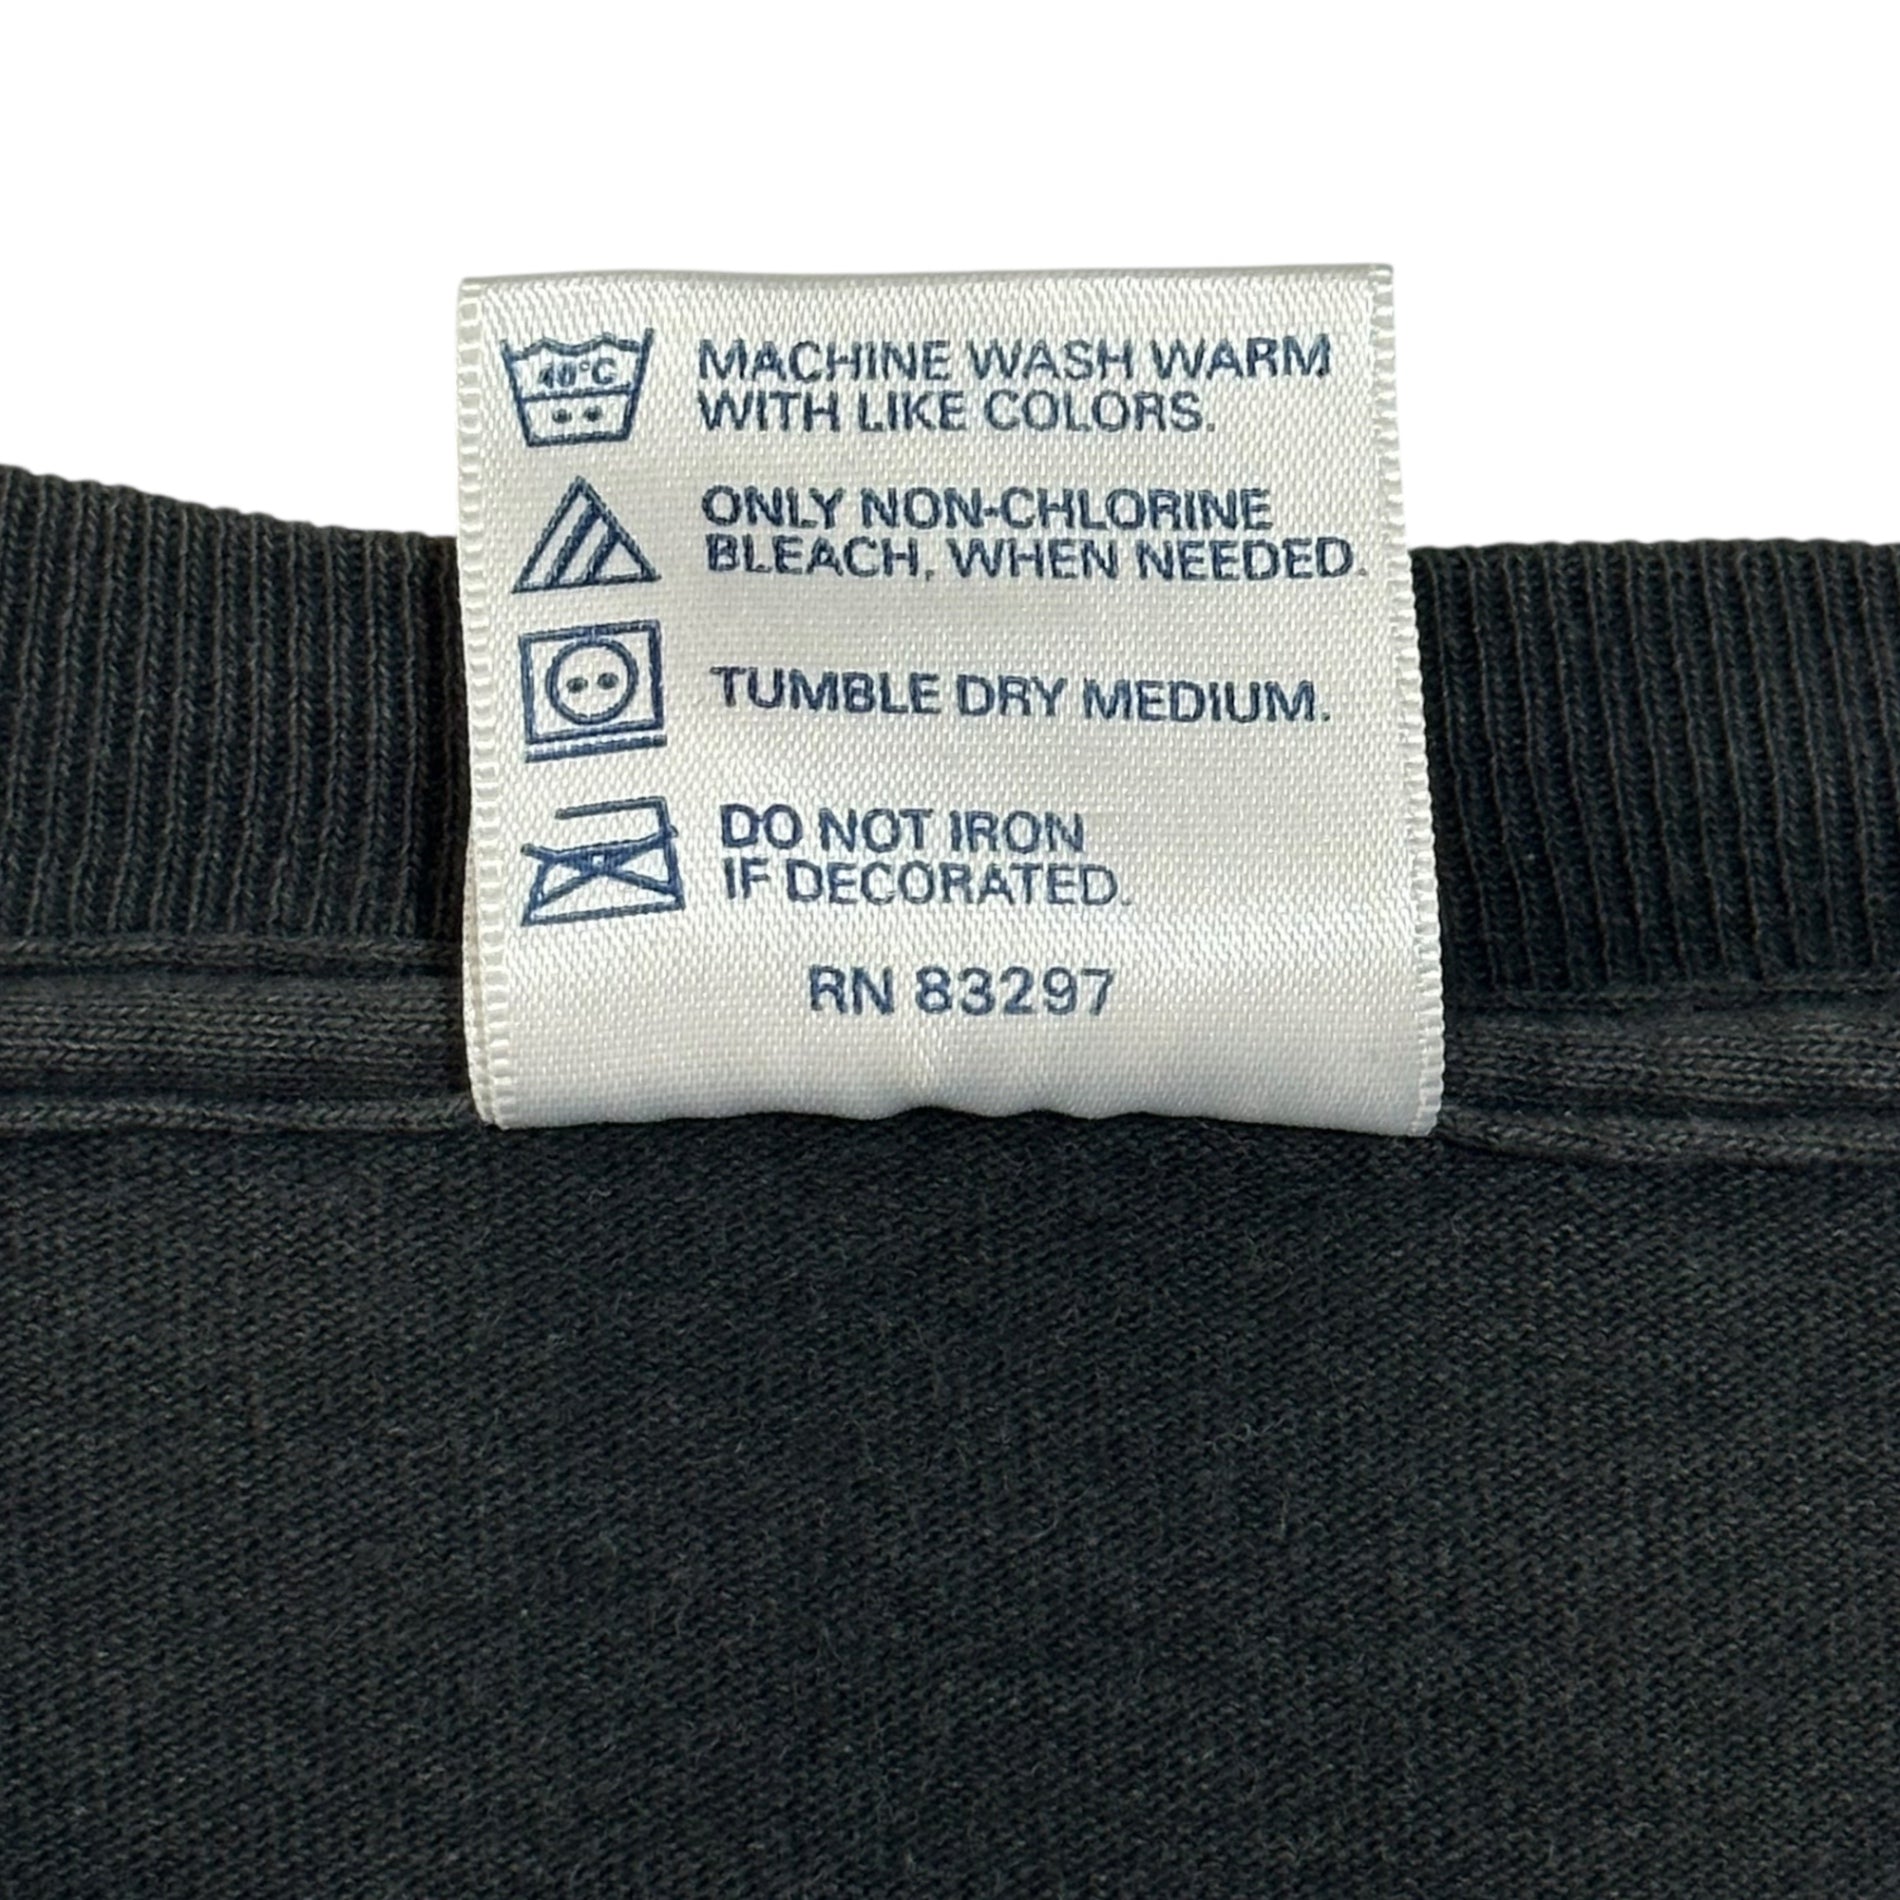 40°C
MACHINE WASH WARM
WITH LIKE COLORS.
ONLY NON-CHLORINE
BLEACH, WHEN NEEDED.
TUMBLE DRY MEDIUM.
DO NOT IRON
IF DECORATED.
RN 83297